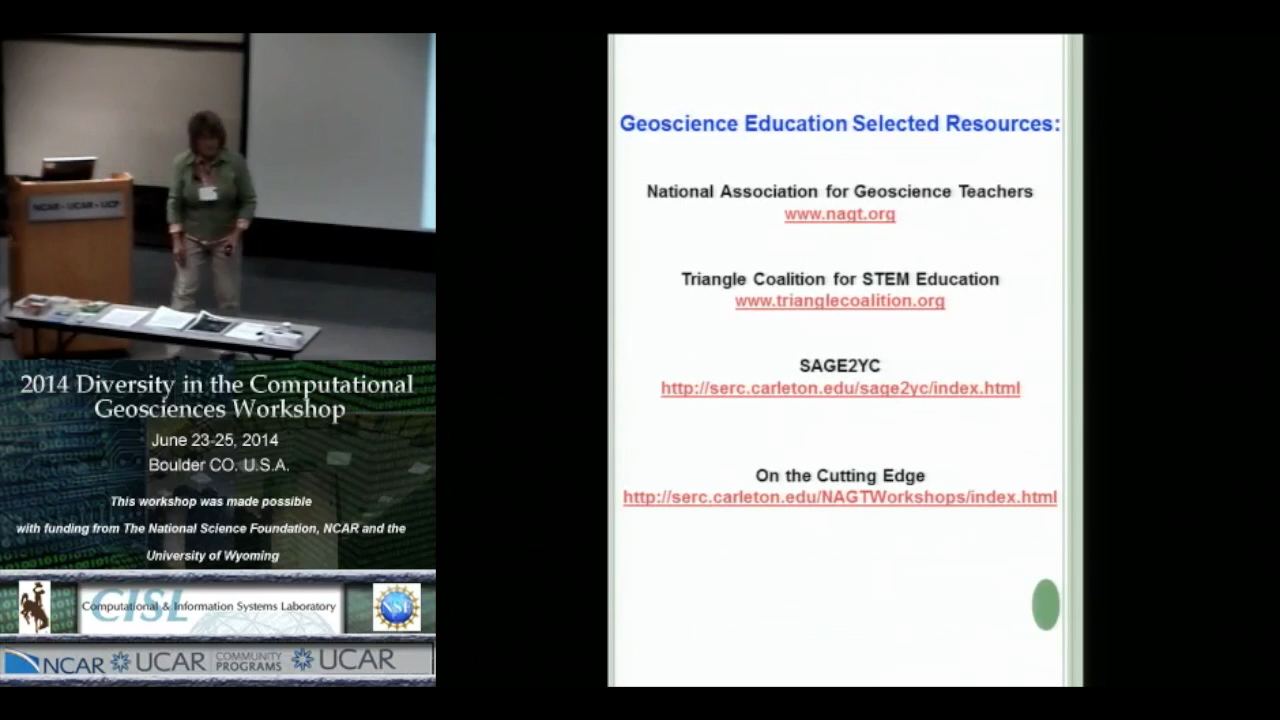 NCAR • UCAR • UCP
2014 Diversity in the Computational
Geosciences Workshop
June 23-25, 2014
Boulder CO. U.S.A.
This workshop was made possible
with funding from The National Science Foundation, NCAR and the
University of Wyoming
CISL
Computational & Information Systems Laboratory
NSF
NCAR
UCAR
COMMUNITY
PROGRAMS
UCAR
Geoscience Education Selected Resources:
National Association for Geoscience Teachers
www.nagt.org
Triangle Coalition for STEM Education
www.trianglecoalition.org
SAGE2YC
http://serc.carleton.edu/sage2yc/index.html
On the Cutting Edge
http://serc.carleton.edu/NAGTWorkshops/index.html